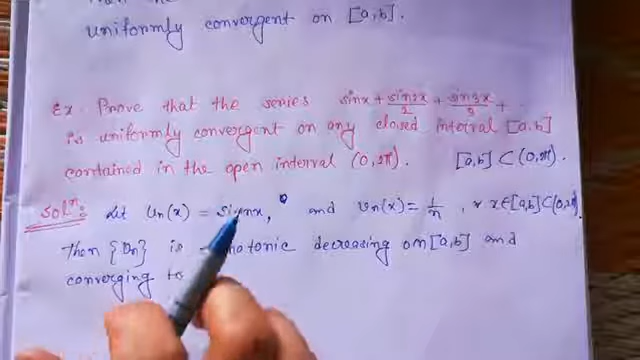 uniformly convergent on [a,b].
Ex. Prove that the series sinx + sin2x/2 + sin3x/3 + ...
is uniformly convergent on any closed interval [a,b]
contained in the open interval (0,2π). [a,b] ⊂ (0,2π).
Solⁿ: Let Un(x) = sin nx, and vn(x) = 1/n, ∀ x∈[a,b]⊂(0,2π).
Then {vn} is monotonic decreasing on [a,b] and
converging to